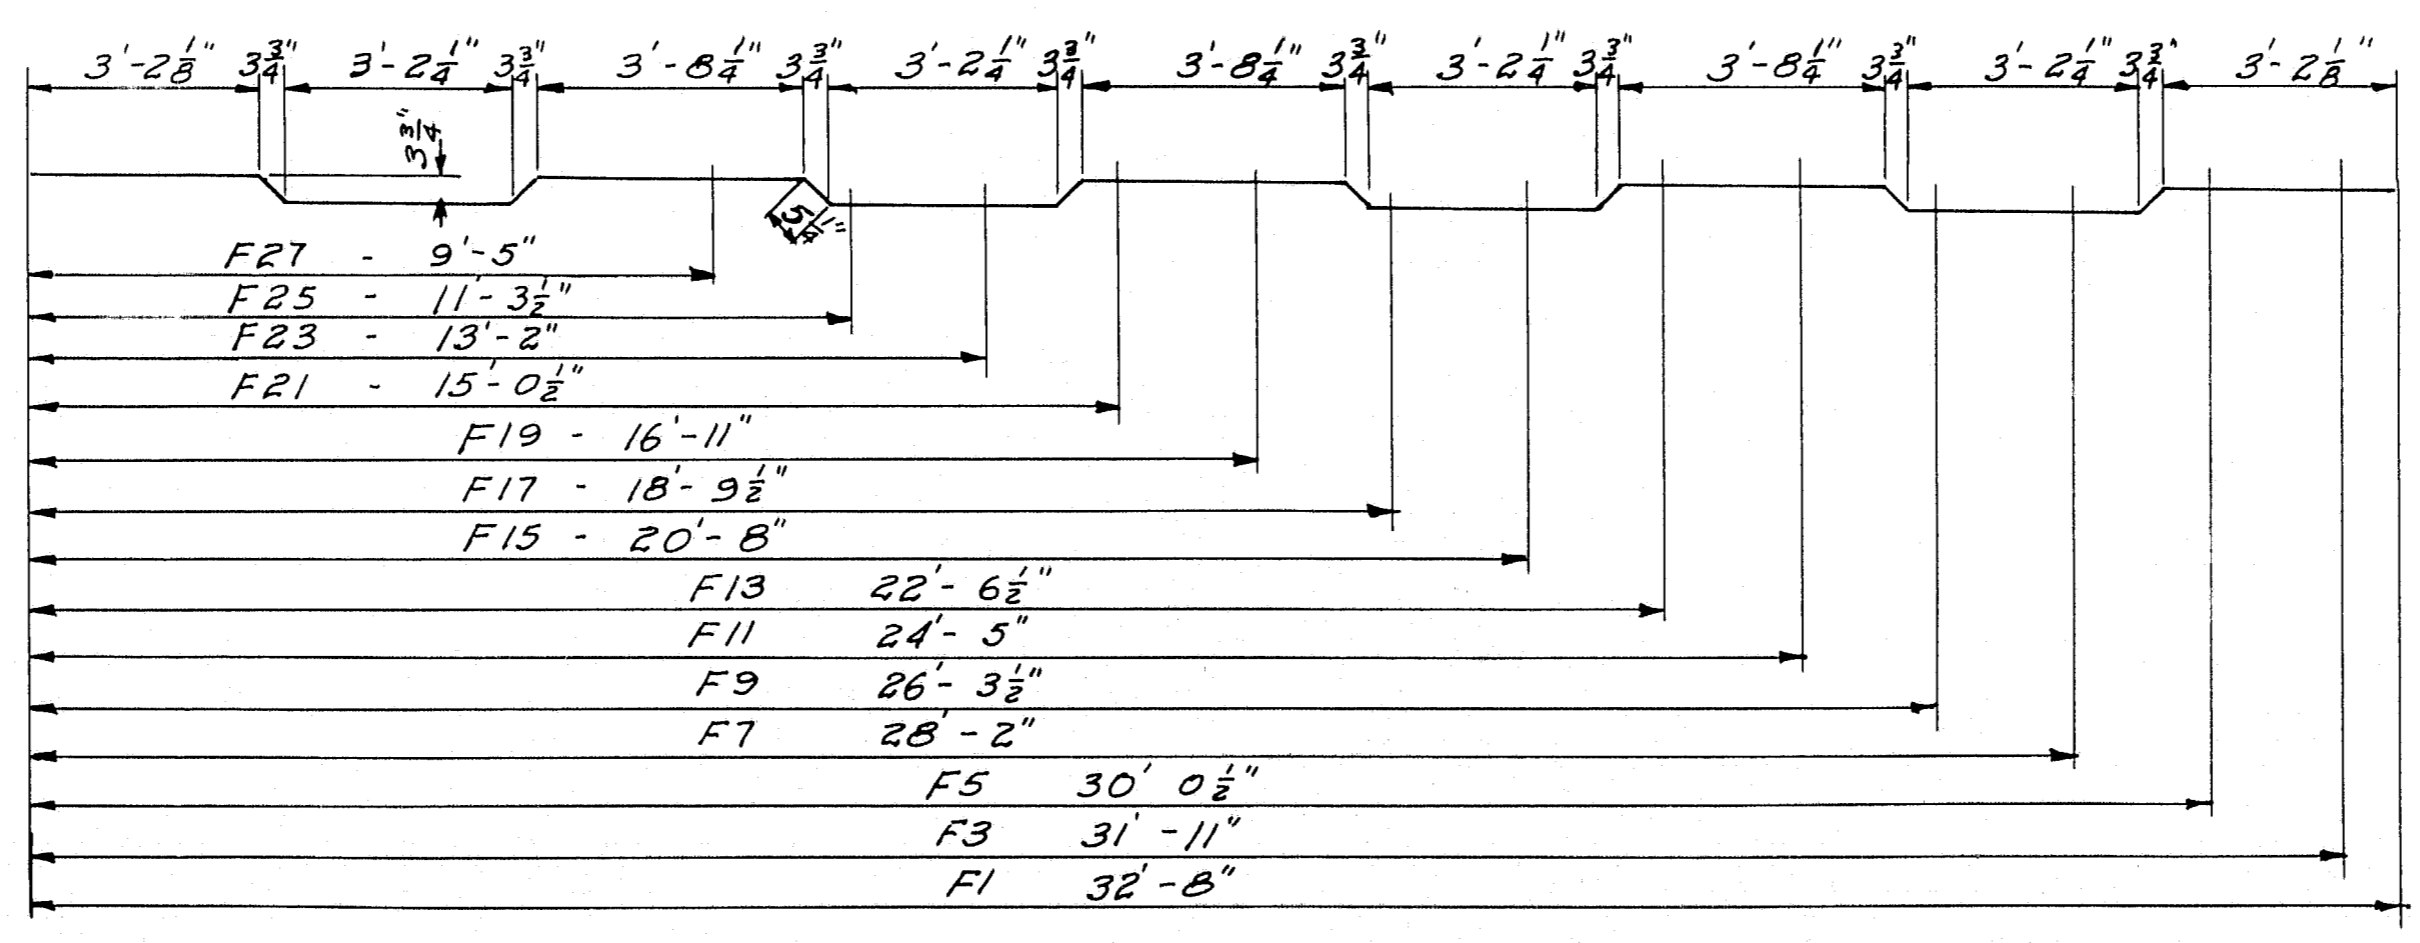 3'-2 1/8" 3 3/4" 3'-2 1/4" 3 3/4" 3'-8 1/4" 3 3/4" 3'-2 1/4" 3 3/4" 3'-8 1/4" 3 3/4" 3'-2 1/4" 3 3/4" 3'-8 1/4" 3 3/4" 3'-2 1/4" 3 3/4" 3'-2 1/8"
3 3/4"
5 1/4"
F27 - 9'-5"
F25 - 11'-3 1/2"
F23 - 13'-2"
F21 - 15'-0 1/2"
F19 - 16'-11"
F17 - 18'-9 1/2"
F15 - 20'-8"
F13 22'-6 1/2"
F11 24'-5"
F9 26'-3 1/2"
F7 28'-2"
F5 30' 0 1/2"
F3 31'-11"
F1 32'-8"